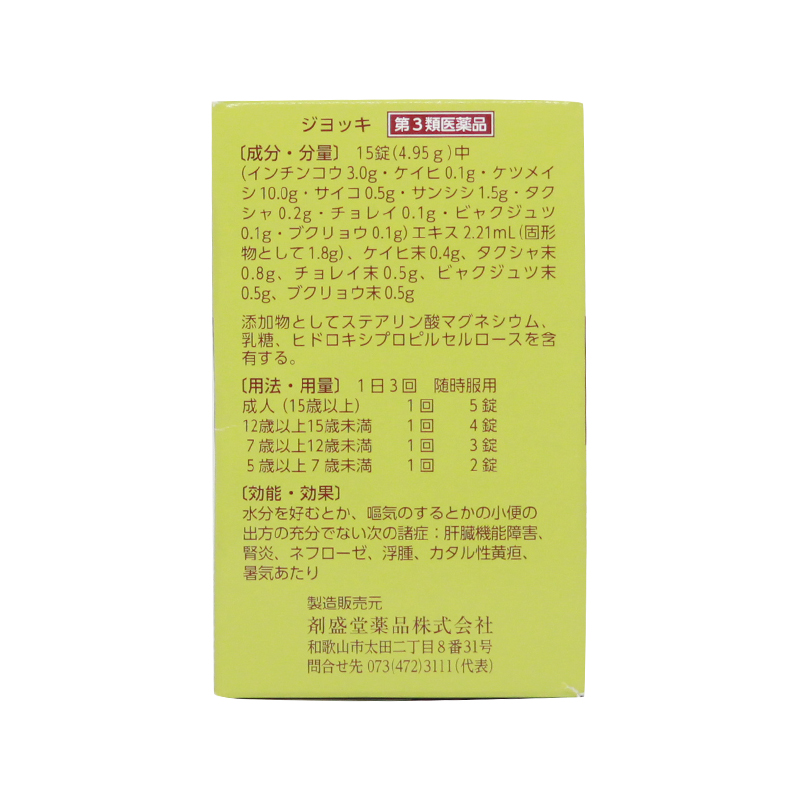 ジヨッキ 第3類医薬品
〔成分・分量〕 15錠(4.95g)中
(インチンコウ3.0g・ケイヒ0.1g・ケツメイ
シ10.0g・サイコ0.5g・サンシシ1.5g・タク
シャ0.2g・チョレイ0.1g・ビャクジュツ
0.1g・ブクリョウ0.1g)エキス2.21mL(固形
物として1.8g)、ケイヒ末0.4g、タクシャ末
0.8g、チョレイ末0.5g、ビャクジュツ末
0.5g、ブクリョウ末0.5g
添加物としてステアリン酸マグネシウム、
乳糖、ヒドロキシプロピルセルロースを含
有する。
〔用法・用量〕 1日3回 随時服用
成人(15歳以上) 1回 5錠
12歳以上15歳未満 1回 4錠
7歳以上12歳未満 1回 3錠
5歳以上7歳未満 1回 2錠
〔効能・効果〕
水分を好むとか、嘔気のするとかの小便の
出方の充分でない次の諸症：肝臓機能障害、
腎炎、ネフローゼ、浮腫、カタル性黄疸、
暑気あたり
製造販売元
剤盛堂薬品株式会社
和歌山市太田二丁目8番31号
問合せ先 073(472)3111(代表)